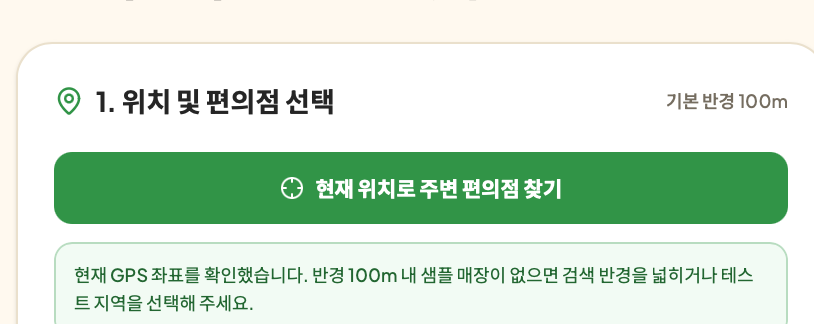 1. 위치 및 편의점 선택
기본 반경 100m
현재 위치로 주변 편의점 찾기
현재 GPS 좌표를 확인했습니다. 반경 100m 내 샘플 매장이 없으면 검색 반경을 넓히거나 테스
트 지역을 선택해 주세요.